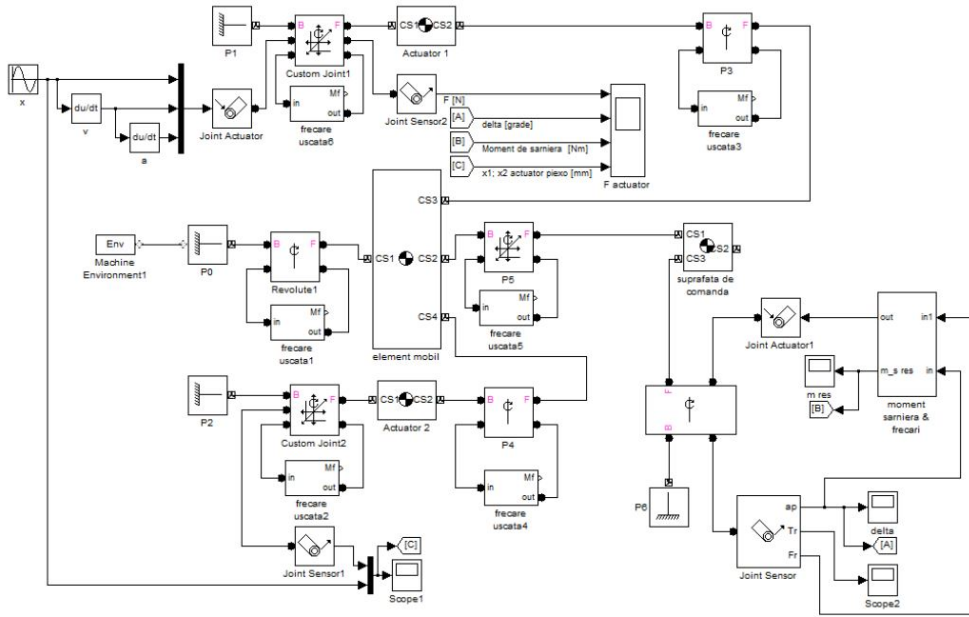 B F
CS1 CS2
B F
P1
Custom Joint1
Actuator 1
P3
x
du/dt
v
du/dt
a
Joint Actuator
in Mf out
frecare uscata6
Joint Sensor2
F [N]
[A]
delta [grade]
[B]
Moment de sarniera [Nm]
[C]
x1; x2 actuator piexo [mm]
F actuator
in Mf out
frecare uscata3
CS3
Env
Machine Environment1
P0
B F
Revolute1
CS1 CS2
CS4
element mobil
B F
P5
CS1
CS2
CS3
suprafata de comanda
in Mf out
frecare uscata1
in Mf out
frecare uscata5
Joint Actuator1
out in1
m_s res in
m res
[B]
moment sarniera & frecari
P2
B F
Custom Joint2
CS1 CS2
Actuator 2
B F
P4
F
B
in Mf out
frecare uscata2
in Mf out
frecare uscata4
P6
ap
Tr
Fr
Joint Sensor
delta
[A]
Scope2
Joint Sensor1
[C]
Scope1